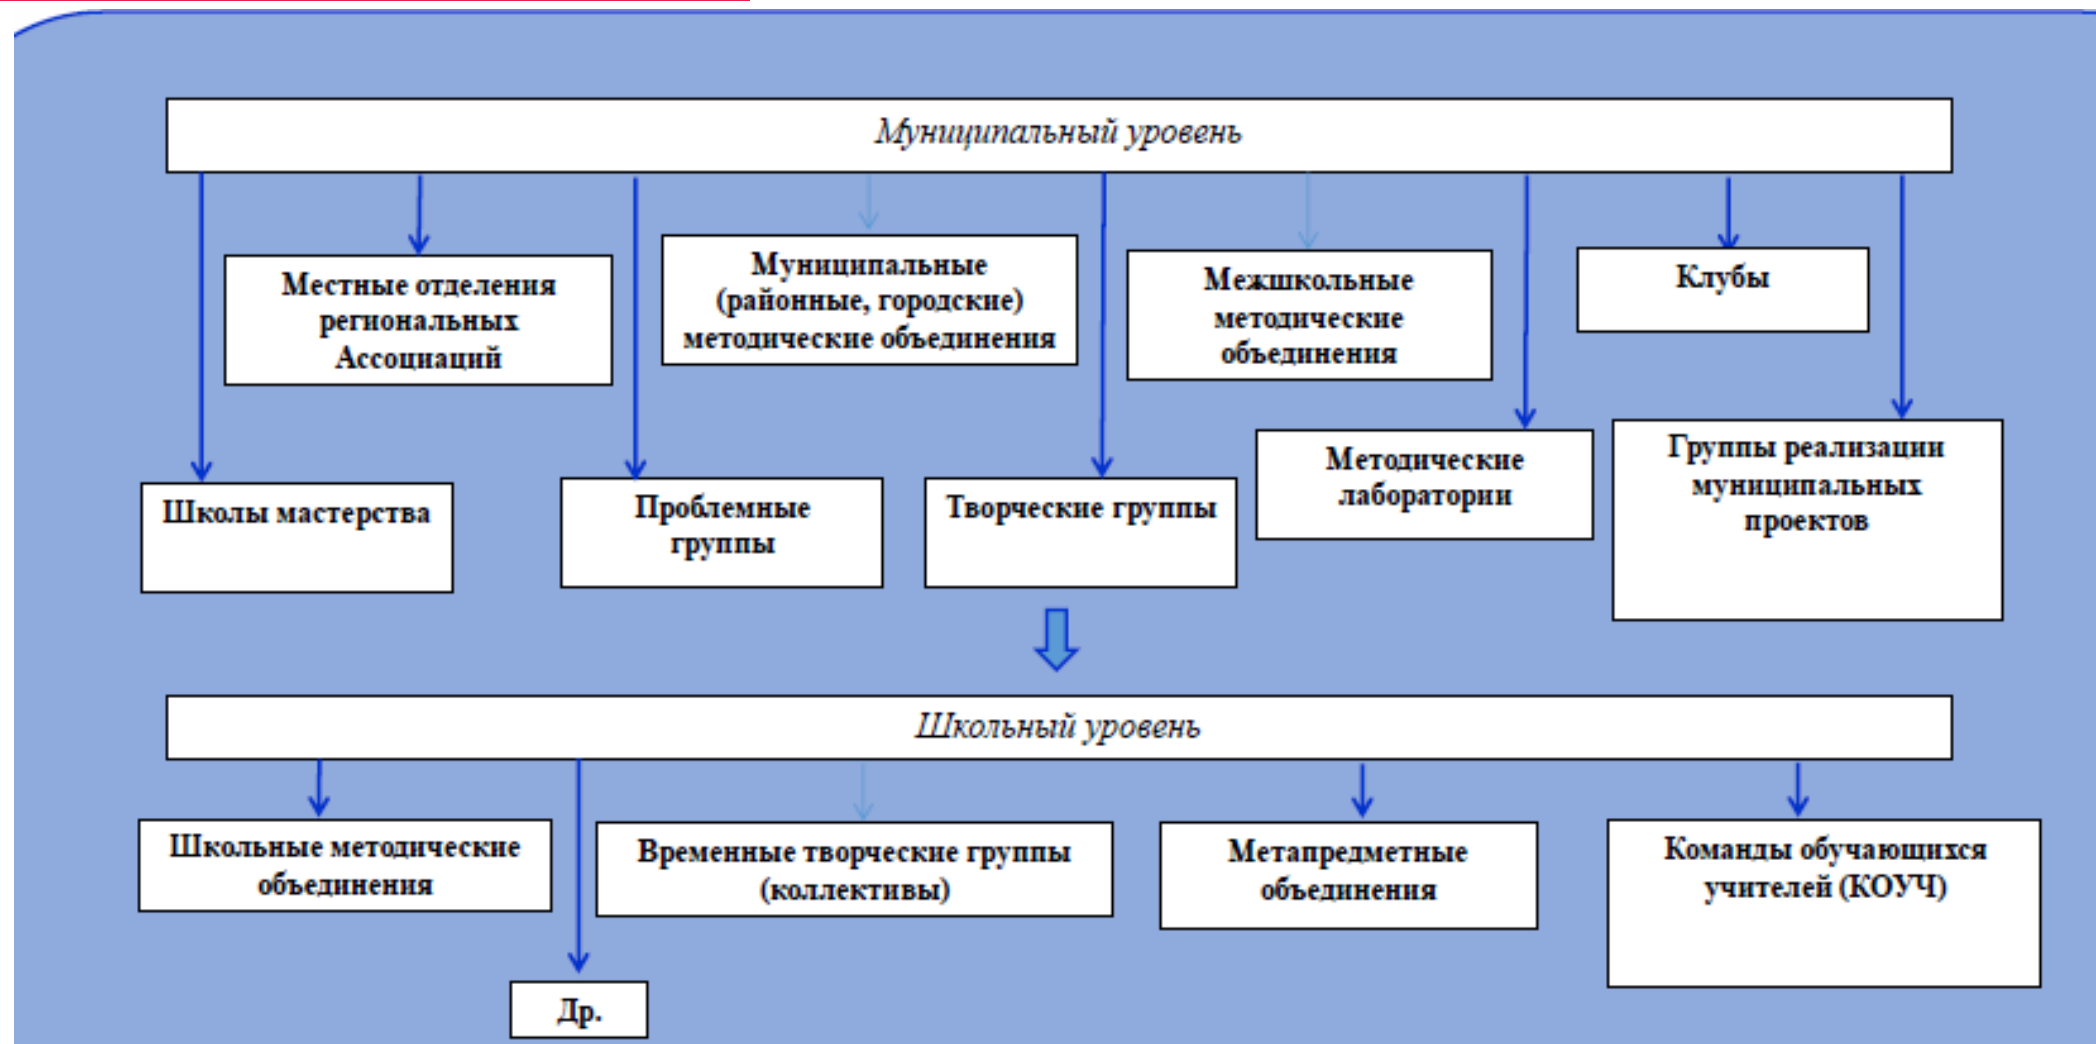 Муниципальный уровень
Местные отделения
региональных
Ассоциаций
Муниципальные
(районные, городские)
методические объединения
Межшкольные
методические
объединения
Клубы
Школы мастерства
Проблемные
группы
Творческие группы
Методические
лаборатории
Группы реализации
муниципальных
проектов
Школьный уровень
Школьные методические
объединения
Временные творческие группы
(коллективы)
Метапредметные
объединения
Команды обучающихся
учителей (КОУЧ)
Др.